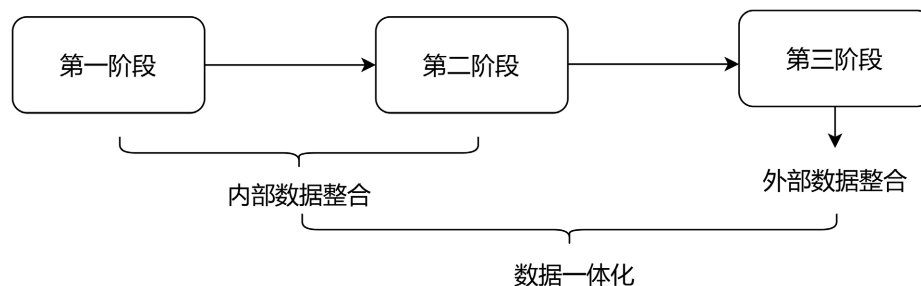 第一阶段
第二阶段
第三阶段
内部数据整合
外部数据整合
数据一体化